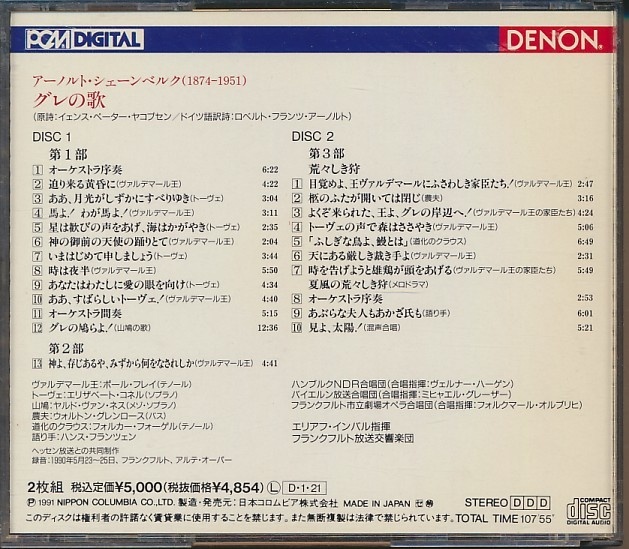 PCM DIGITAL
DENON
アーノルト・シェーンベルク(1874-1951)
グレの歌
(原詩:イェンス・ペーター・ヤコブセン/ドイツ語訳詩:ロベルト・フランツ・アーノルト)
DISC 1
第1部
1 オーケストラ序奏 6:22
2 迫り来る黄昏に(ヴァルデマール王) 4:22
3 ああ、月光がしずかにすべりゆき(トーヴェ) 3:04
4 馬よ! わが馬よ!(ヴァルデマール王) 3:11
5 星は歓びの声をあげ、海はかがやき(トーヴェ) 2:35
6 神の御前の天使の踊りとて(ヴァルデマール王) 2:04
7 いまはじめて申しましょう(トーヴェ) 3:44
8 時は夜半(ヴァルデマール王) 5:50
9 あなたはわたしに愛の眼を向け(トーヴェ) 4:34
10 ああ、すばらしいトーヴェ!(ヴァルデマール王) 4:40
11 オーケストラ間奏 5:15
12 グレの鳩らよ!(山鳩の歌) 12:36
第2部
13 神よ、存じあるや、みずから何をなされしか(ヴァルデマール王) 4:41
DISC 2
第3部
荒々しき狩
1 目覚めよ、王ヴァルデマールにふさわしき家臣たち!(ヴァルデマール王) 2:47
2 柩のふたが開いては閉じ(農夫) 3:16
3 よくぞ来られた、王よ、グレの岸辺へ!(ヴァルデマール王の家臣たち) 4:24
4 トーヴェの声で森はささやき(ヴァルデマール王) 5:06
5 「ふしぎな鳥よ、鰻とは」(道化のクラウス) 6:49
6 天にある厳しき裁き手よ(ヴァルデマール王) 2:31
7 時を告げようと雄鶏が頭をあげる(ヴァルデマール王の家臣たち) 5:49
夏風の荒々しき狩(メロドラマ)
8 オーケストラ序奏 2:53
9 あぶらな夫人もあかざ氏も(語り手) 6:01
10 見よ、太陽!(混声合唱) 5:21
ヴァルデマール王:ポール・フレイ(テノール)
トーヴェ:エリザベート・コネル(ソプラノ)
山鳩:ヤルド・ヴァン・ネス(メゾ・ソプラノ)
農夫:ウォルトン・グレンロース(バス)
道化のクラウス:フォルカー・フォーゲル(テノール)
語り手:ハンス・フランツェン
ヘッセン放送との共同制作
録音:1990年5月23〜25日、フランクフルト、アルテ・オーパー
ハンブルクNDR合唱団(合唱指揮:ヴェルナー・ハーゲン)
バイエルン放送合唱団(合唱指揮:ミヒャエル・グレーザー)
フランクフルト市立劇場オペラ合唱団(合唱指揮:フォルクマール・オルブリヒ)
エリアフ・インバル指揮
フランクフルト放送交響楽団
2枚組 税込定価¥5,000(税抜価格¥4,854) Ⓛ D・1・21
Ⓟ1991 NIPPON COLUMBIA CO.,LTD. 製造・発売元:日本コロムビア株式会社 MADE IN JAPAN
STEREO DDD
COMPACT disc DIGITAL AUDIO
このディスクは権利者の許諾なく賃貸業に使用することを禁じます。また無断複製は法律で禁じられています。 TOTAL TIME 107'55"